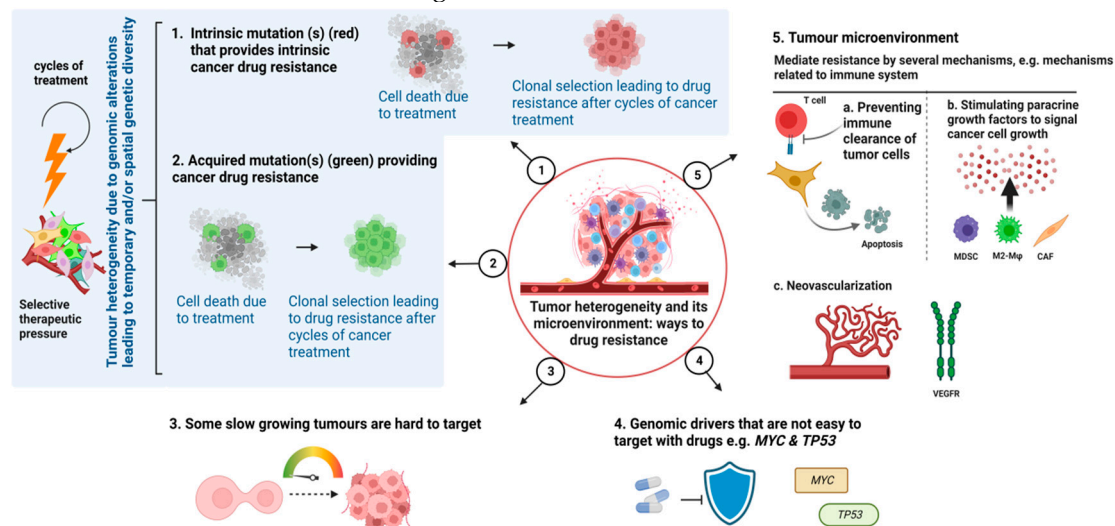 cycles of
treatment
Selective
therapeutic
pressure
Tumour heterogeneity due to genomic alterations
leading to temporary and/or spatial genetic diversity
1. Intrinsic mutation (s) (red)
that provides intrinsic
cancer drug resistance
Cell death due
to treatment
Clonal selection leading to drug
resistance after cycles of cancer
treatment
2. Acquired mutation(s) (green) providing
cancer drug resistance
Cell death due
to treatment
Clonal selection leading
to drug resistance after
cycles of cancer
treatment
1
2
3
4
5
Tumor heterogeneity and its
microenvironment: ways to
drug resistance
3. Some slow growing tumours are hard to target
4. Genomic drivers that are not easy to
target with drugs e.g. MYC & TP53
MYC
TP53
5. Tumour microenvironment
Mediate resistance by several mechanisms, e.g. mechanisms
related to immune system
T cell
a. Preventing
immune
clearance of
tumor cells
Apoptosis
b. Stimulating paracrine
growth factors to signal
cancer cell growth
MDSC
M2-Mφ
CAF
c. Neovascularization
VEGFR